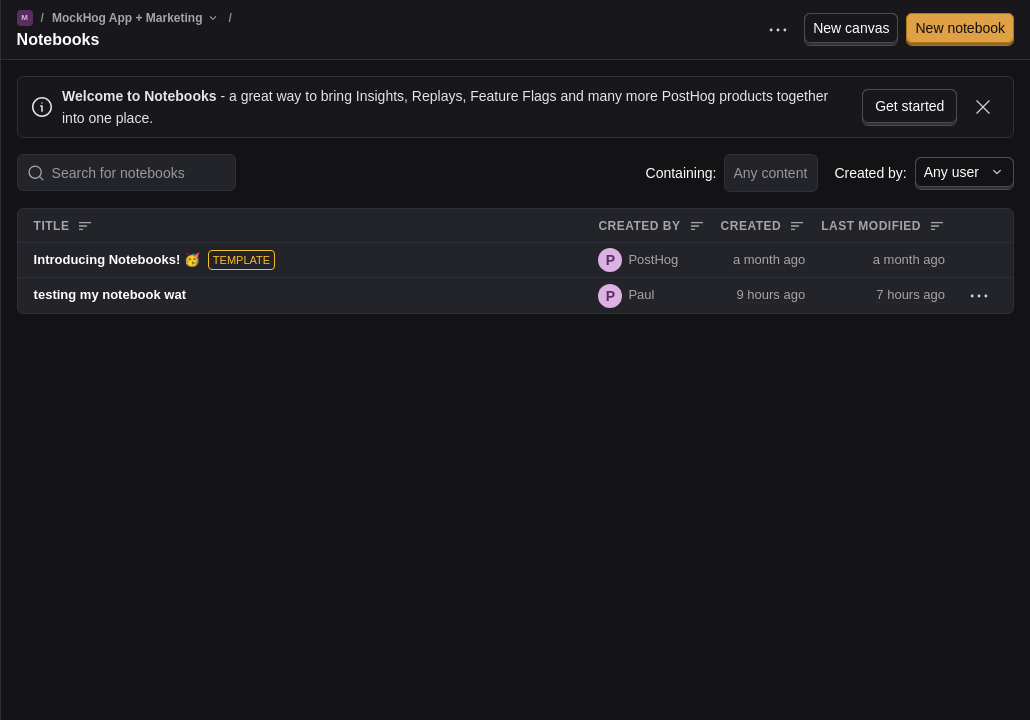 M / MockHog App + Marketing /
Notebooks
New canvas
New notebook
Welcome to Notebooks - a great way to bring Insights, Replays, Feature Flags and many more PostHog products together
into one place.
Get started
Search for notebooks
Containing: Any content
Created by: Any user
TITLE CREATED BY CREATED LAST MODIFIED
Introducing Notebooks! 🥳 TEMPLATE P PostHog a month ago a month ago
testing my notebook wat P Paul 9 hours ago 7 hours ago